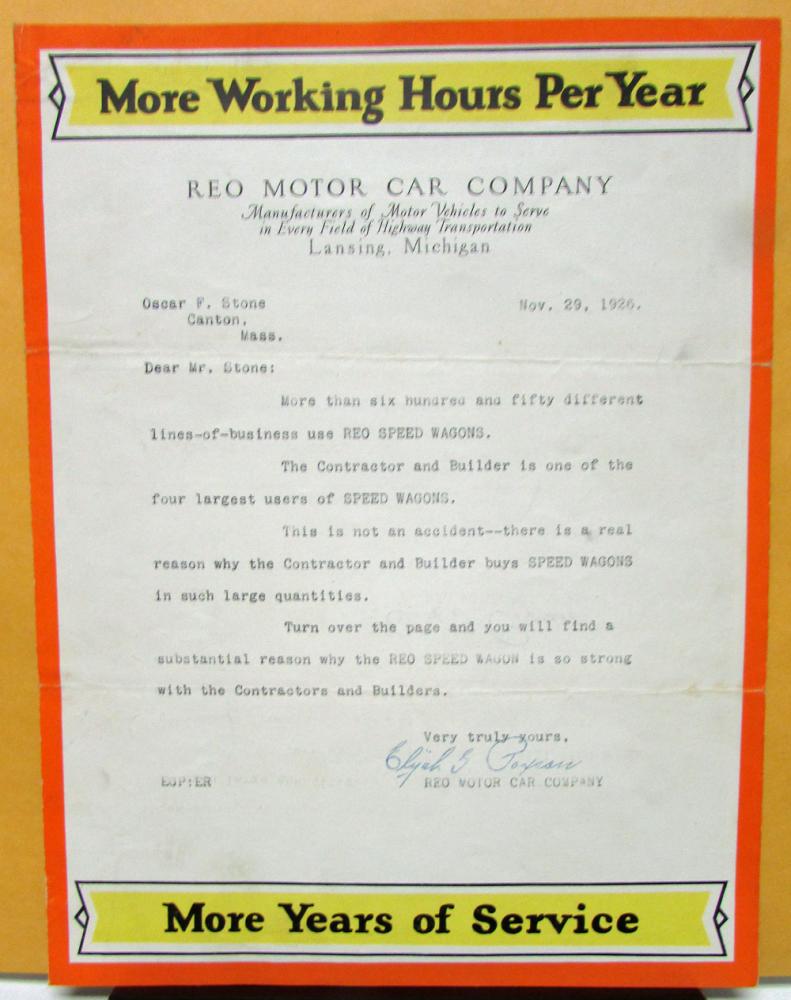 More Working Hours Per Year
REO MOTOR CAR COMPANY
Manufacturers of Motor Vehicles to Serve
in Every Field of Highway Transportation
Lansing, Michigan
Oscar F. Stone
Nov. 29, 1926.
Canton,
Mass.
Dear Mr. Stone:
More than six hundred and fifty different
lines-of-business use REO SPEED WAGONS.
The Contractor and Builder is one of the
four largest users of SPEED WAGONS.
This is not an accident--there is a real
reason why the Contractor and Builder buys SPEED WAGONS
in such large quantities.
Turn over the page and you will find a
substantial reason why the REO SPEED WAGON is so strong
with the Contractors and Builders.
Very truly yours,
Elijah G
EGP:ER
REO MOTOR CAR COMPANY
More Years of Service